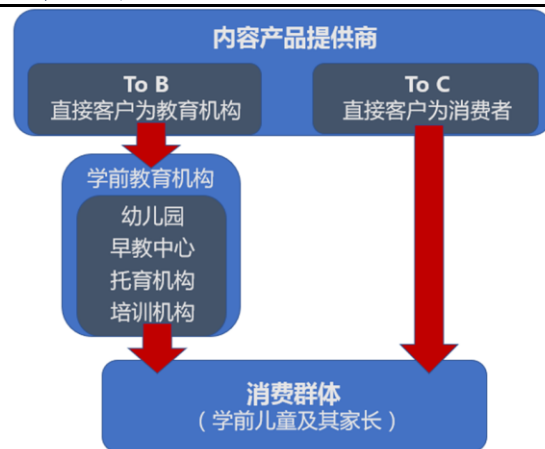 内容产品提供商
To B
直接客户为教育机构
To C
直接客户为消费者
学前教育机构
幼儿园
早教中心
托育机构
培训机构
消费群体
（学前儿童及其家长）